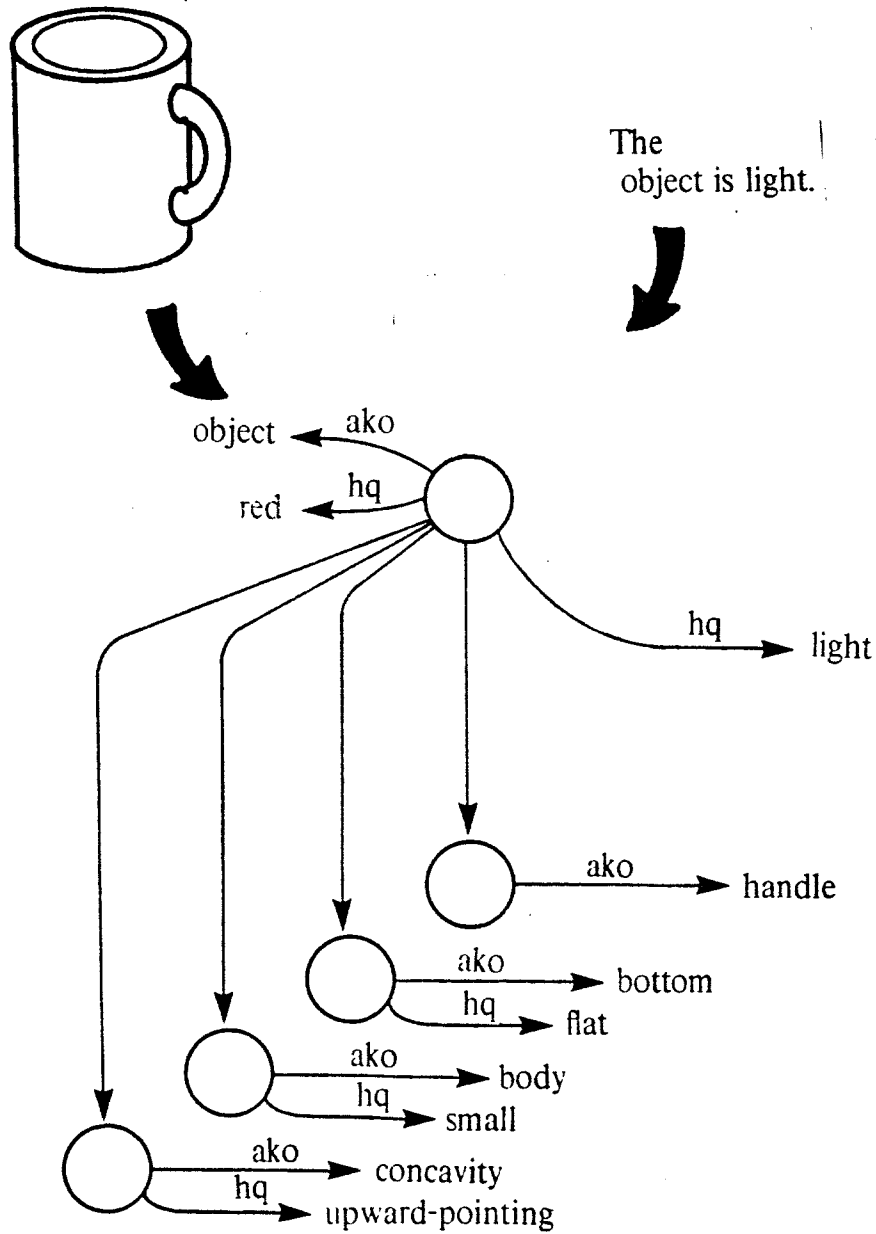 The
object is light.
object
ako
red
hq
hq
light
ako
handle
ako
bottom
hq
flat
ako
body
hq
small
ako
concavity
hq
upward-pointing